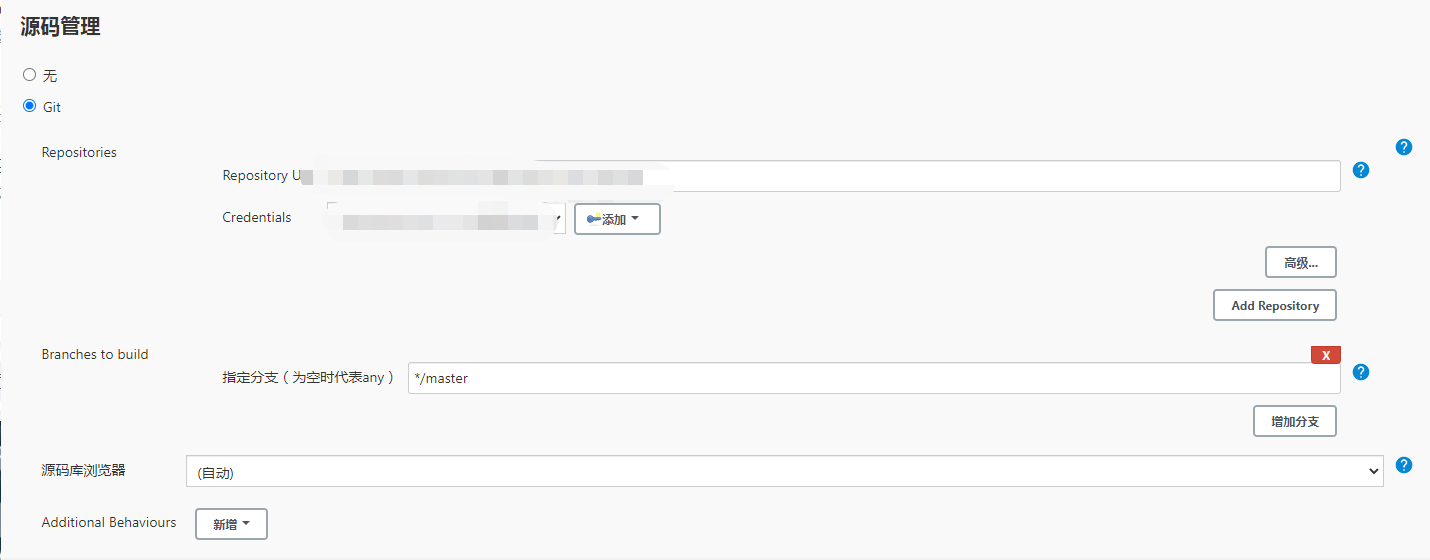 源码管理
无
Git
Repositories
Repository U
Credentials
添加
高级...
Add Repository
Branches to build
X
指定分支（为空时代表any）
*/master
增加分支
源码库浏览器
(自动)
Additional Behaviours
新增